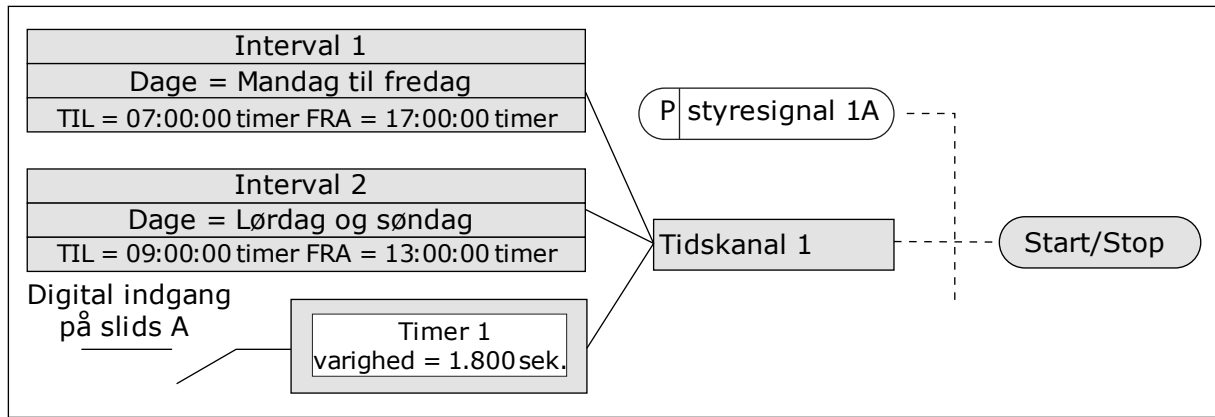 Interval 1
Dage = Mandag til fredag
TIL = 07:00:00 timer FRA = 17:00:00 timer
Interval 2
Dage = Lørdag og søndag
TIL = 09:00:00 timer FRA = 13:00:00 timer
Digital indgang
på slids A
Timer 1
varighed = 1.800 sek.
P styresignal 1A
Tidskanal 1
Start/Stop